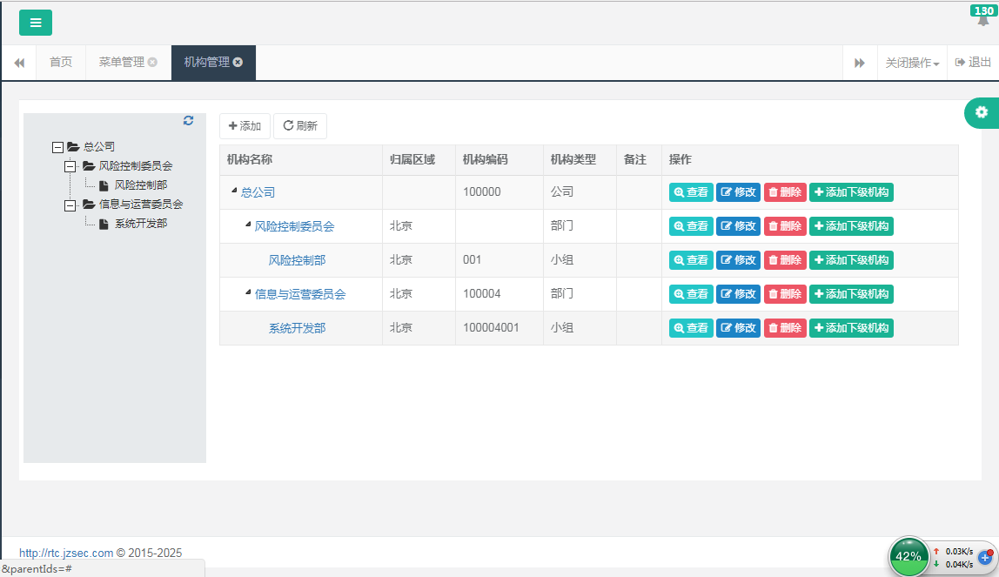 130
首页 菜单管理 机构管理 关闭操作 退出
添加 刷新
总公司
风险控制委员会
风险控制部
信息与运营委员会
系统开发部
机构名称 归属区域 机构编码 机构类型 备注 操作
总公司 100000 公司 查看 修改 删除 添加下级机构
风险控制委员会 北京 部门 查看 修改 删除 添加下级机构
风险控制部 北京 001 小组 查看 修改 删除 添加下级机构
信息与运营委员会 北京 100004 部门 查看 修改 删除 添加下级机构
系统开发部 北京 100004001 小组 查看 修改 删除 添加下级机构
http://rtc.jzsec.com © 2015-2025
&parentIds=#
42%
0.03K/s
0.04K/s